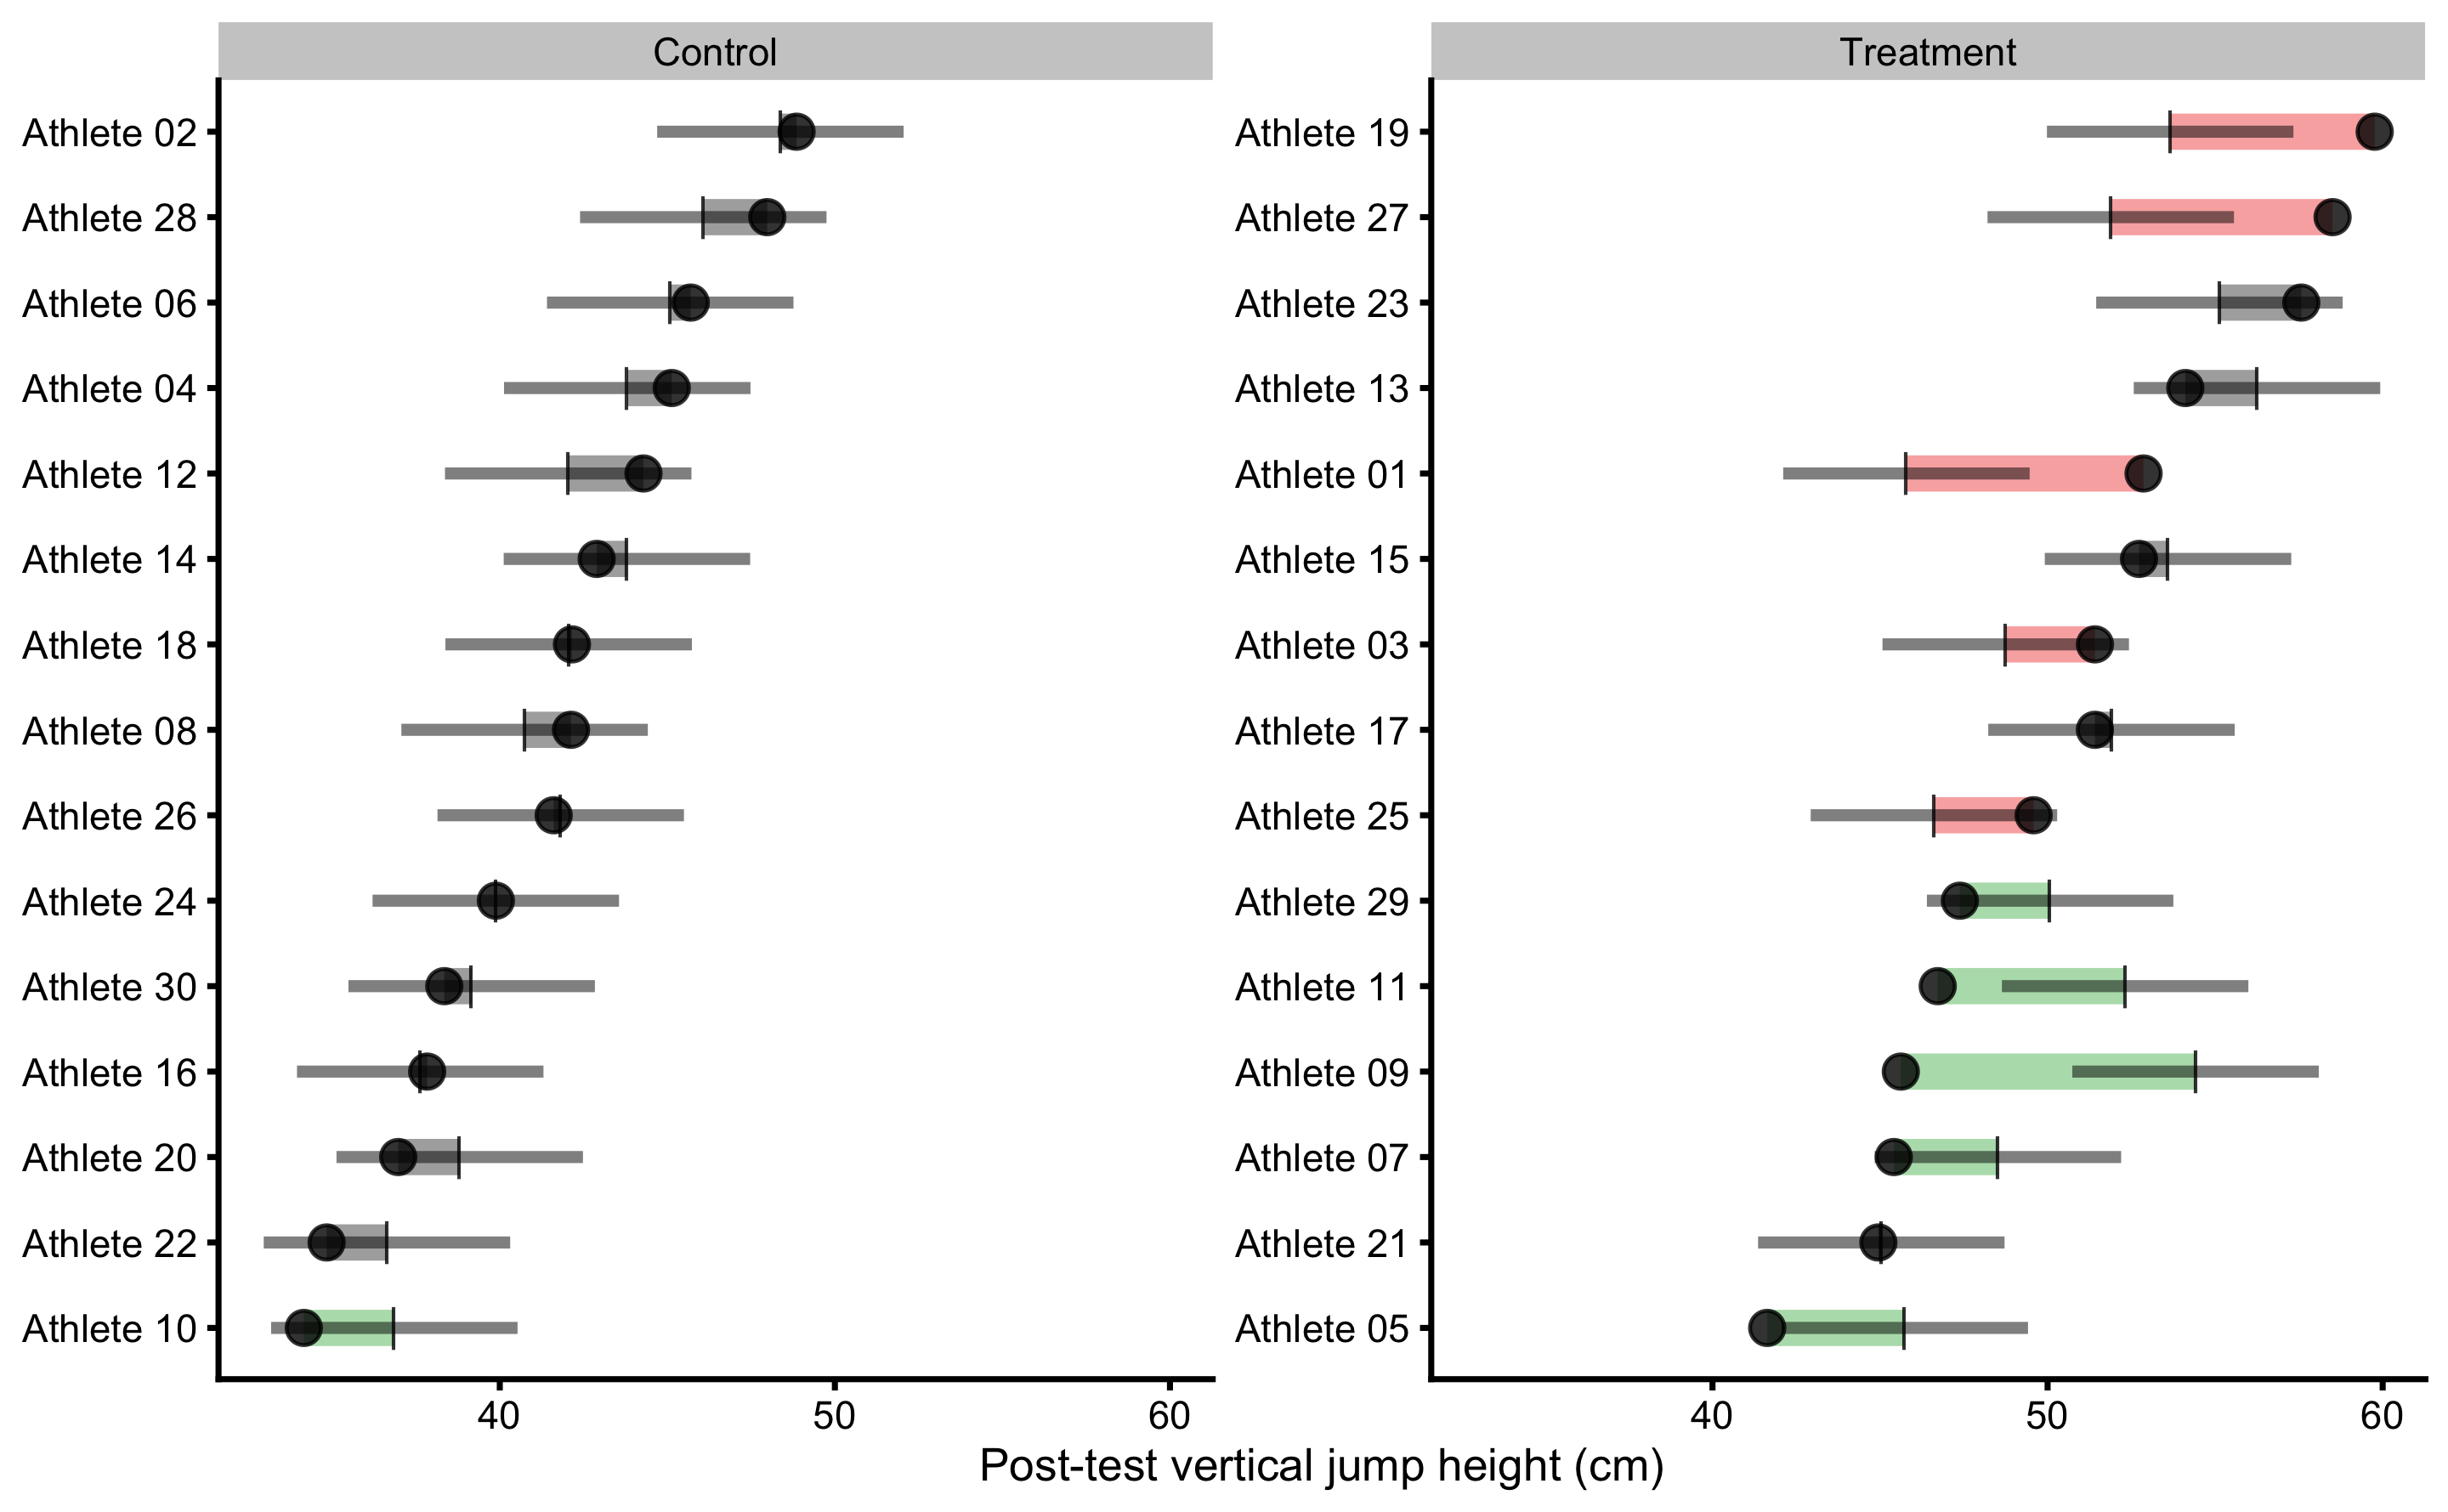 Control
Athlete 02
Athlete 28
Athlete 06
Athlete 04
Athlete 12
Athlete 14
Athlete 18
Athlete 08
Athlete 26
Athlete 24
Athlete 30
Athlete 16
Athlete 20
Athlete 22
Athlete 10
40 50 60
Treatment
Athlete 19
Athlete 27
Athlete 23
Athlete 13
Athlete 01
Athlete 15
Athlete 03
Athlete 17
Athlete 25
Athlete 29
Athlete 11
Athlete 09
Athlete 07
Athlete 21
Athlete 05
40 50 60
Post-test vertical jump height (cm)